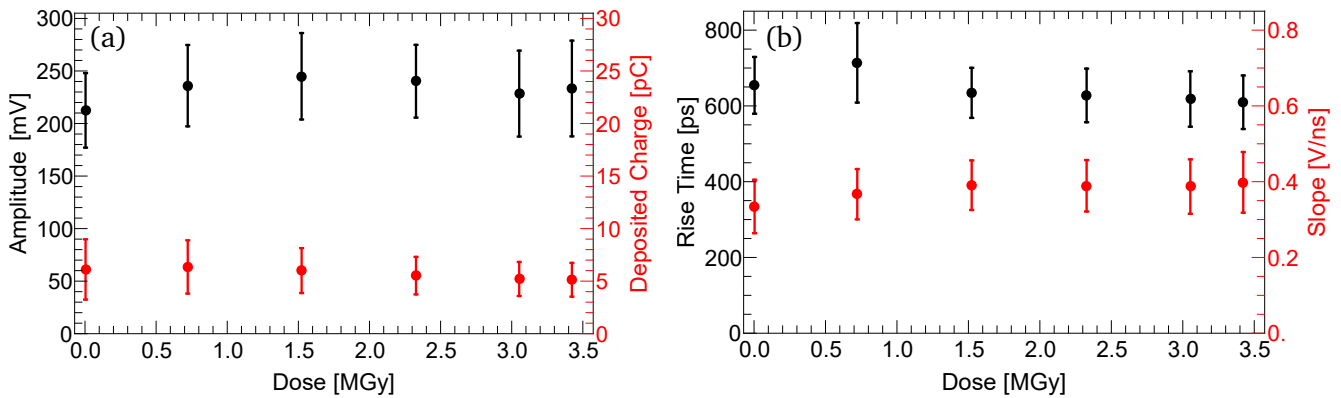 (a)
Amplitude [mV]
300
250
200
150
100
50
0
30
25
20
15
10
5
0
Deposited Charge [pC]
0.0 0.5 1.0 1.5 2.0 2.5 3.0 3.5
Dose [MGy]
(b)
Rise Time [ps]
800
600
400
200
0
0.8
0.6
0.4
0.2
0.
Slope [V/ns]
0.0 0.5 1.0 1.5 2.0 2.5 3.0 3.5
Dose [MGy]